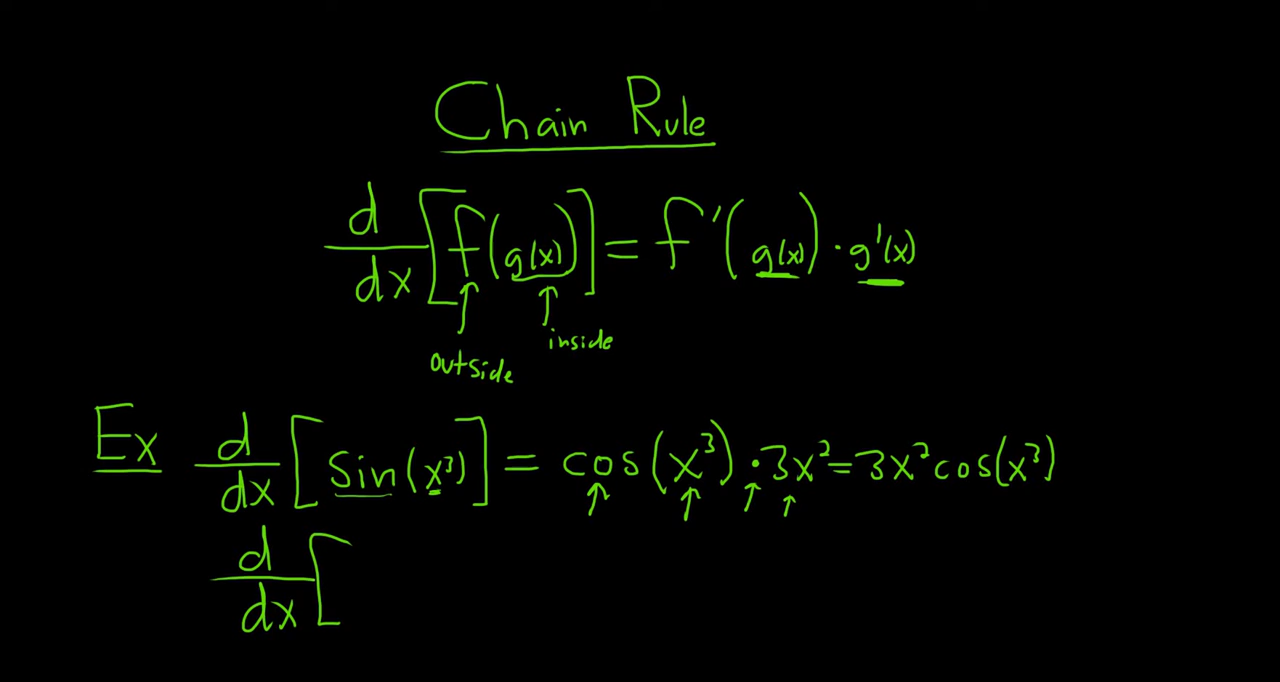 Chain Rule
d/dx [f(g(x))] = f'(g(x)) · g'(x)
↑ ↑
inside
outside
Ex d/dx [sin(x³)] = cos(x³) · 3x² = 3x² cos(x³)
↑ ↑ ↑ ↑
d/dx [